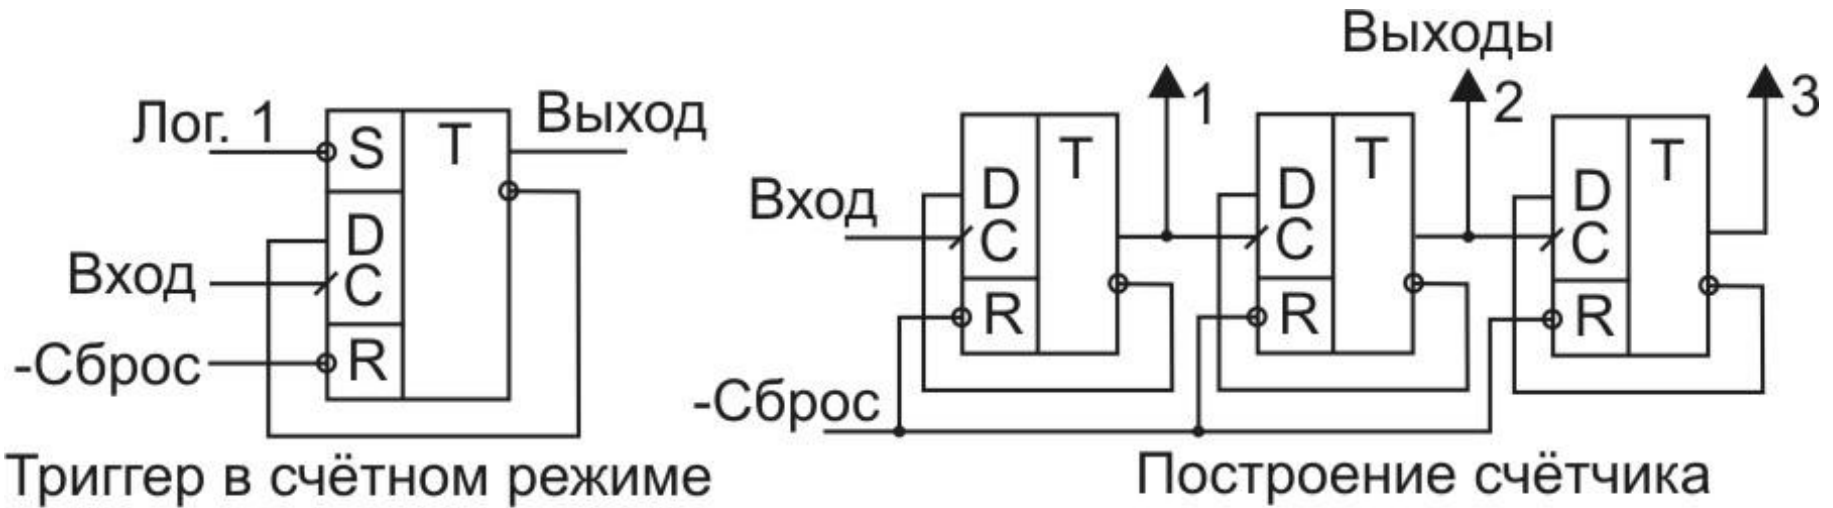 Лог. 1
S
T
Выход
D
Вход
C
-Сброс
R
Триггер в счётном режиме
Выходы
1
2
3
Вход
D
C
R
T
D
C
R
T
D
C
R
T
-Сброс
Построение счётчика